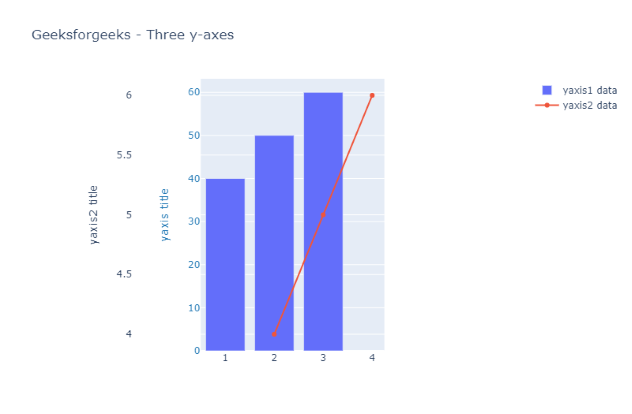 Geeksforgeeks - Three y-axes
yaxis1 data
yaxis2 data
yaxis2 title
6
5.5
5
4.5
4
yaxis title
60
50
40
30
20
10
0
1 2 3 4